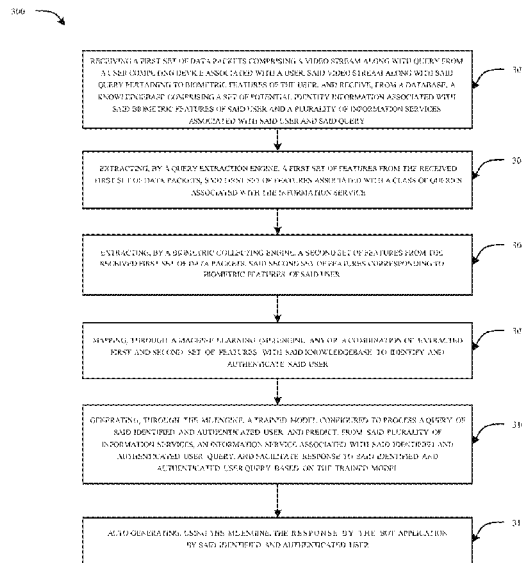 300
RECEIVING A FIRST SET OF DATA PACKETS COMPRISING A VIDEO STREAM ALONG WITH QUERY FROM
A USER COMPUTING DEVICE ASSOCIATED WITH A USER, SAID VIDEO STREAM ALONG WITH SAID
QUERY PERTAINING TO BIOMETRIC FEATURES OF THE USER, AND RECEIVE, FROM A DATABASE, A
KNOWLEDGEBASE COMPRISING A SET OF POTENTIAL IDENTITY INFORMATION ASSOCIATED WITH
SAID BIOMETRIC FEATURES OF SAID USER AND A PLURALITY OF INFORMATION SERVICES
ASSOCIATED WITH SAID USER AND SAID QUERY
30
EXTRACTING, BY A QUERY EXTRACTION ENGINE, A FIRST SET OF FEATURES FROM THE RECEIVED
FIRST SET OF DATA PACKETS, SAID FIRST SET OF FEATURES ASSOCIATED WITH A CLASS OF QUERIES
ASSOCIATED WITH THE INFORMATION SERVICE
30
EXTRACTING, BY A BIOMETRIC COLLECTING ENGINE, A SECOND SET OF FEATURES FROM THE
RECEIVED FIRST SET OF DATA PACKETS, SAID SECOND SET OF FEATURES CORRESPONDING TO
BIOMETRIC FEATURES OF SAID USER
30
MAPPING, THROUGH A MACHINE LEARNING (ML) ENGINE, ANY OR A COMBINATION OF EXTRACTED
FIRST AND SECOND SET OF FEATURES WITH SAID KNOWLEDGEBASE TO IDENTIFY AND
AUTHENTICATE SAID USER
30
GENERATING, THROUGH THE ML ENGINE, A TRAINED MODEL CONFIGURED TO PROCESS A QUERY OF
SAID IDENTIFIED AND AUTHENTICATED USER AND PREDICT, FROM SAID PLURALITY OF
INFORMATION SERVICES, AN INFORMATION SERVICE ASSOCIATED WITH SAID IDENTIFIED AND
AUTHENTICATED USER QUERY, AND FACILITATE RESPONSE TO SAID IDENTIFIED AND
AUTHENTICATED USER QUERY BASED ON THE TRAINED MODEL
31
AUTO GENERATING, USING THE ML ENGINE, THE RESPONSE BY THE BOT APPLICATION
BY SAID IDENTIFIED AND AUTHENTICATED USER
31